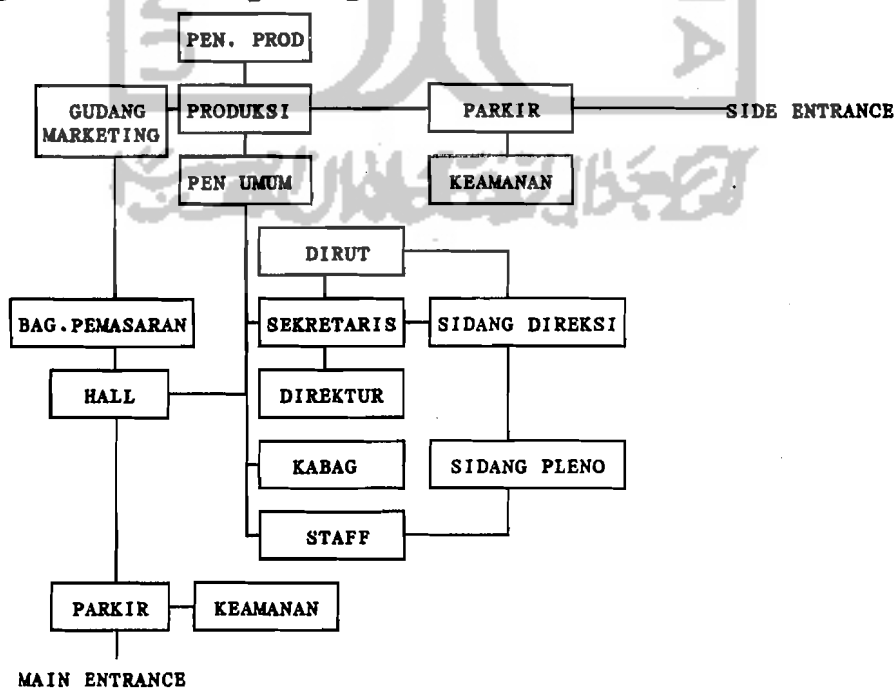 PEN. PROD
GUDANG
MARKETING
PRODUKSI
PARKIR
SIDE ENTRANCE
PEN UMUM
KEAMANAN
DIRUT
BAG.PEMASARAN
SEKRETARIS
SIDANG DIREKSI
HALL
DIREKTUR
KABAG
SIDANG PLENO
STAFF
PARKIR
KEAMANAN
MAIN ENTRANCE